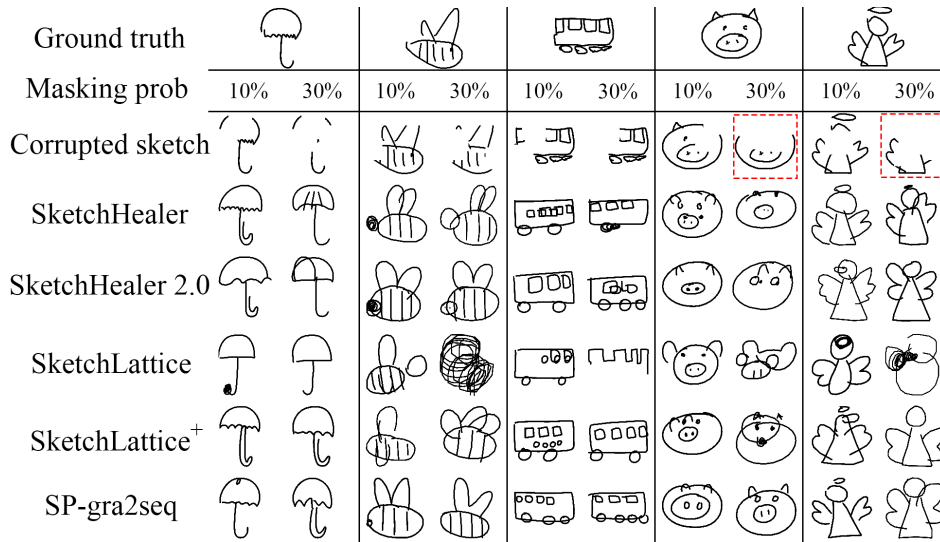 Ground truth
Masking prob 10% 30% 10% 30% 10% 30% 10% 30% 10% 30%
Corrupted sketch
SketchHealer
SketchHealer 2.0
SketchLattice
SketchLattice+
SP-gra2seq